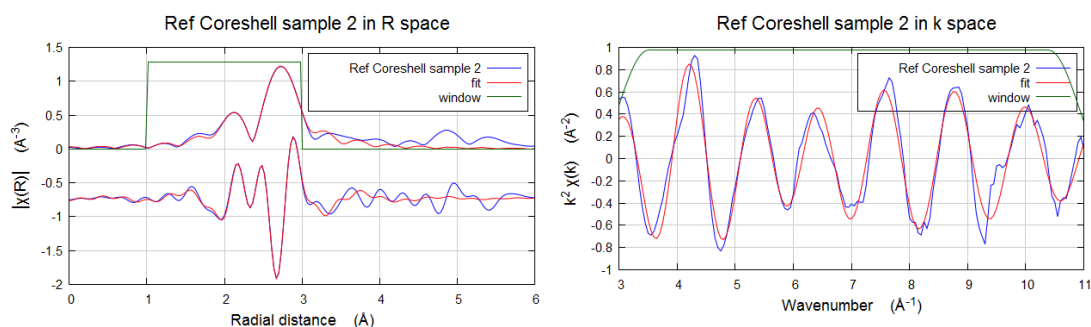 Ref Coreshell sample 2 in R space
|χ(R)| (Å⁻³)
1.5
1
0.5
0
-0.5
-1
-1.5
-2
Ref Coreshell sample 2
fit
window
0 1 2 3 4 5 6
Radial distance (Å)
Ref Coreshell sample 2 in k space
k² χ(k) (Å⁻²)
1
0.8
0.6
0.4
0.2
0
-0.2
-0.4
-0.6
-0.8
-1
Ref Coreshell sample 2
fit
window
3 4 5 6 7 8 9 10 11
Wavenumber (Å⁻¹)